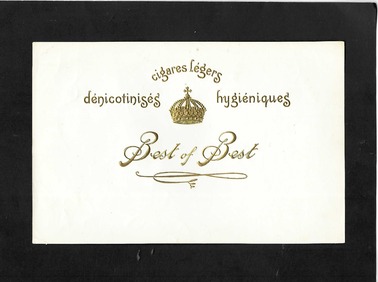 cigares légers
dénicotinisés hygiéniques
Best of Best